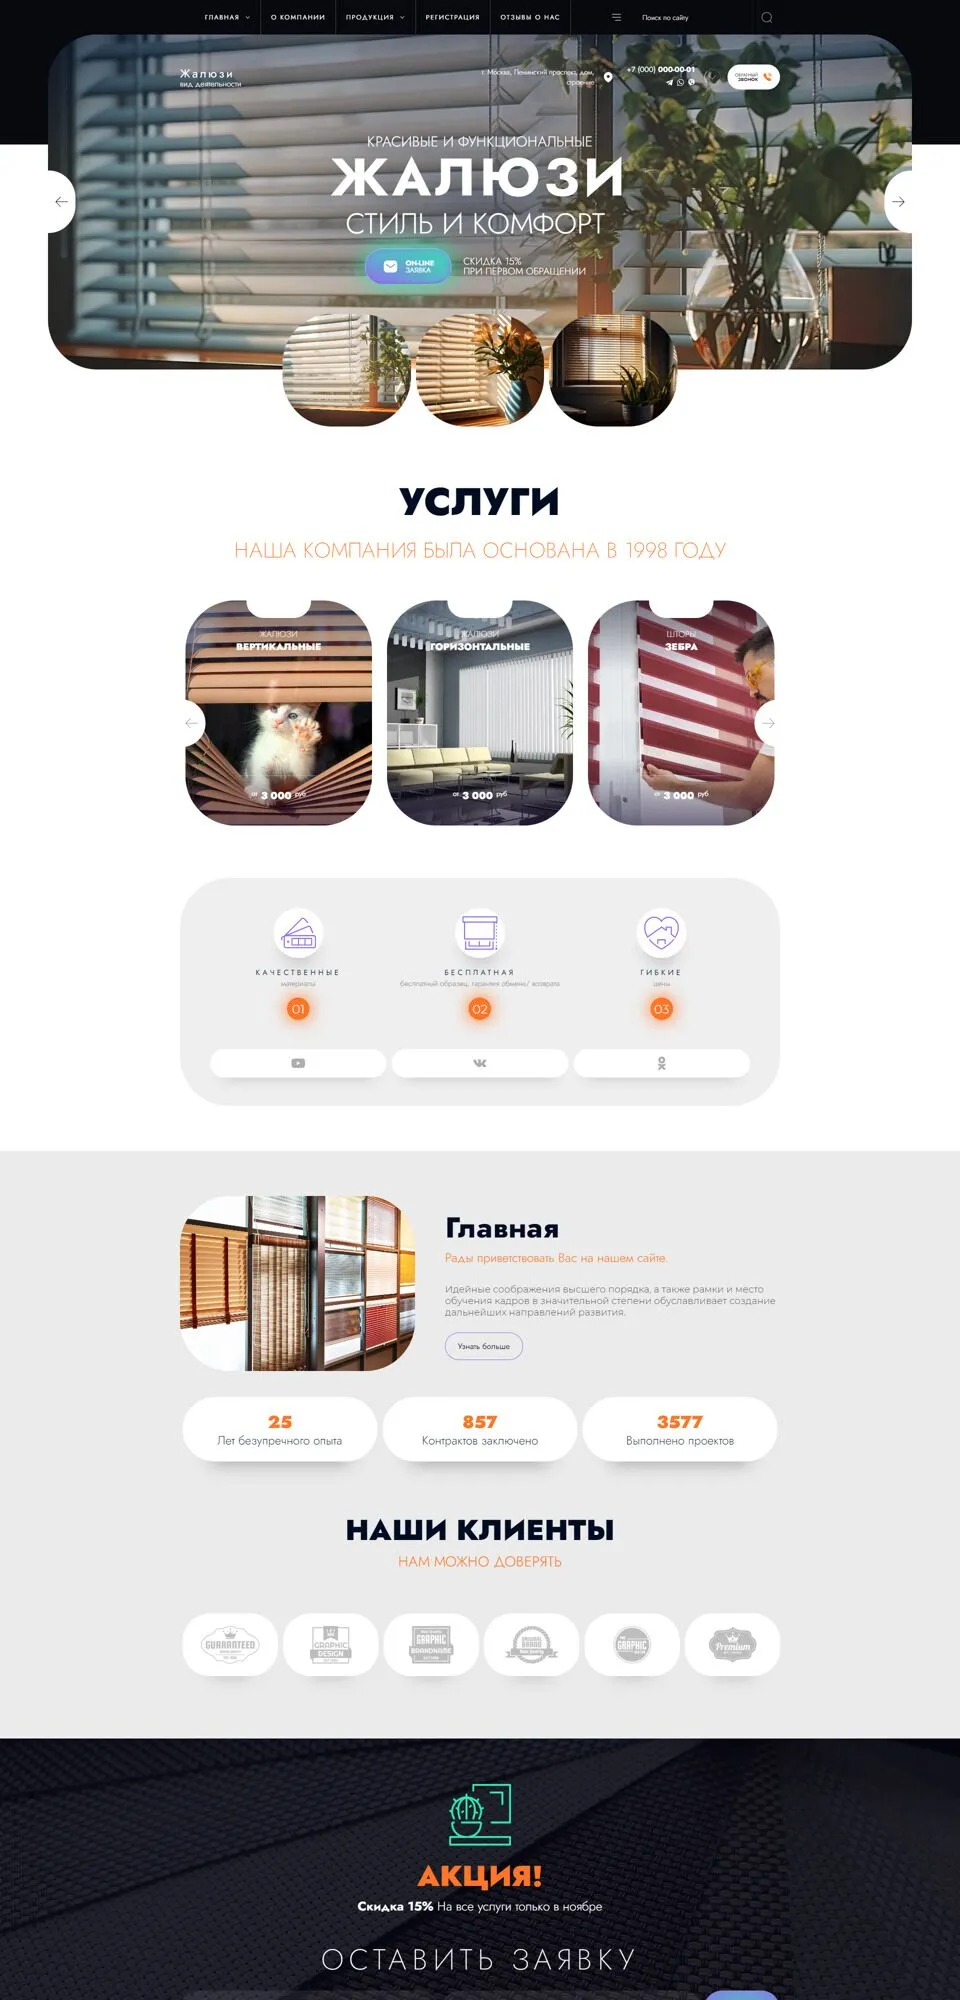 ГЛАВНАЯ
О КОМПАНИИ
ПРОДУКЦИЯ
РЕГИСТРАЦИЯ
ОТЗЫВЫ О НАС
Поиск по сайту
Жалюзи
вид деятельности
г. Москва, Ленинский проспект, дом,
+7 (000) 000-00-01
ОБРАТНЫЙ
ЗВОНОК
КРАСИВЫЕ И ФУНКЦИОНАЛЬНЫЕ
ЖАЛЮЗИ
СТИЛЬ И КОМФОРТ
ON-LINE
ЗАЯВКА
СКИДКА 15%
ПРИ ПЕРВОМ ОБРАЩЕНИИ
УСЛУГИ
НАША КОМПАНИЯ БЫЛА ОСНОВАНА В 1998 ГОДУ
ЖАЛЮЗИ
ВЕРТИКАЛЬНЫЕ
от 3 000 руб
ЖАЛЮЗИ
ГОРИЗОНТАЛЬНЫЕ
от 3 000 руб
ШТОРЫ
ЗЕБРА
от 3 000 руб
КАЧЕСТВЕННЫЕ
материалы
01
БЕСПЛАТНАЯ
бесплатный образец, гарантия обмена/ возврата
02
ГИБКИЕ
цены
03
Главная
Рады приветствовать Вас на нашем сайте.
Идейные соображения высшего порядка, а также рамки и место
обучения кадров в значительной степени обуславливает создание
дальнейших направлений развития.
Узнать больше
25
Лет безупречного опыта
857
Контрактов заключено
3577
Выполнено проектов
НАШИ КЛИЕНТЫ
НАМ МОЖНО ДОВЕРЯТЬ
GURRANTEED
GRAPHIC
DESIGN
GRAPHIC
BRANDNAME
ORIGINAL
BRAND
GRAPHIC
Premium
АКЦИЯ!
Скидка 15% На все услуги только в ноябре
ОСТАВИТЬ ЗАЯВКУ